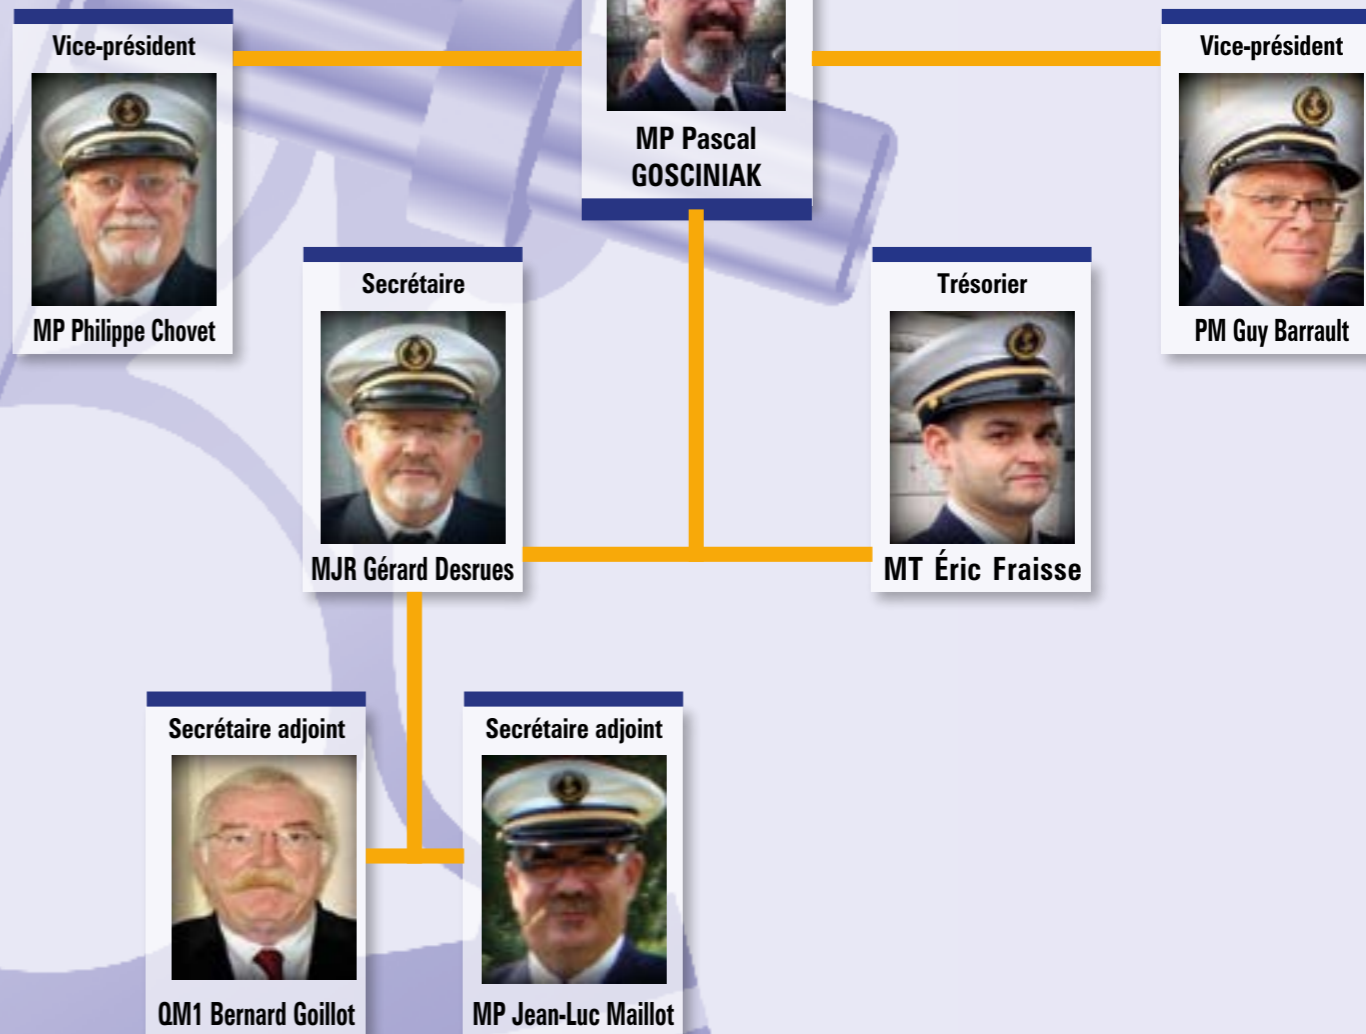 Vice-président
MP Philippe Chovet
MP Pascal
GOSCINIAK
Vice-président
PM Guy Barrault
Secrétaire
MJR Gérard Desrues
Trésorier
MT Éric Fraisse
Secrétaire adjoint
QM1 Bernard Goillot
Secrétaire adjoint
MP Jean-Luc Maillot